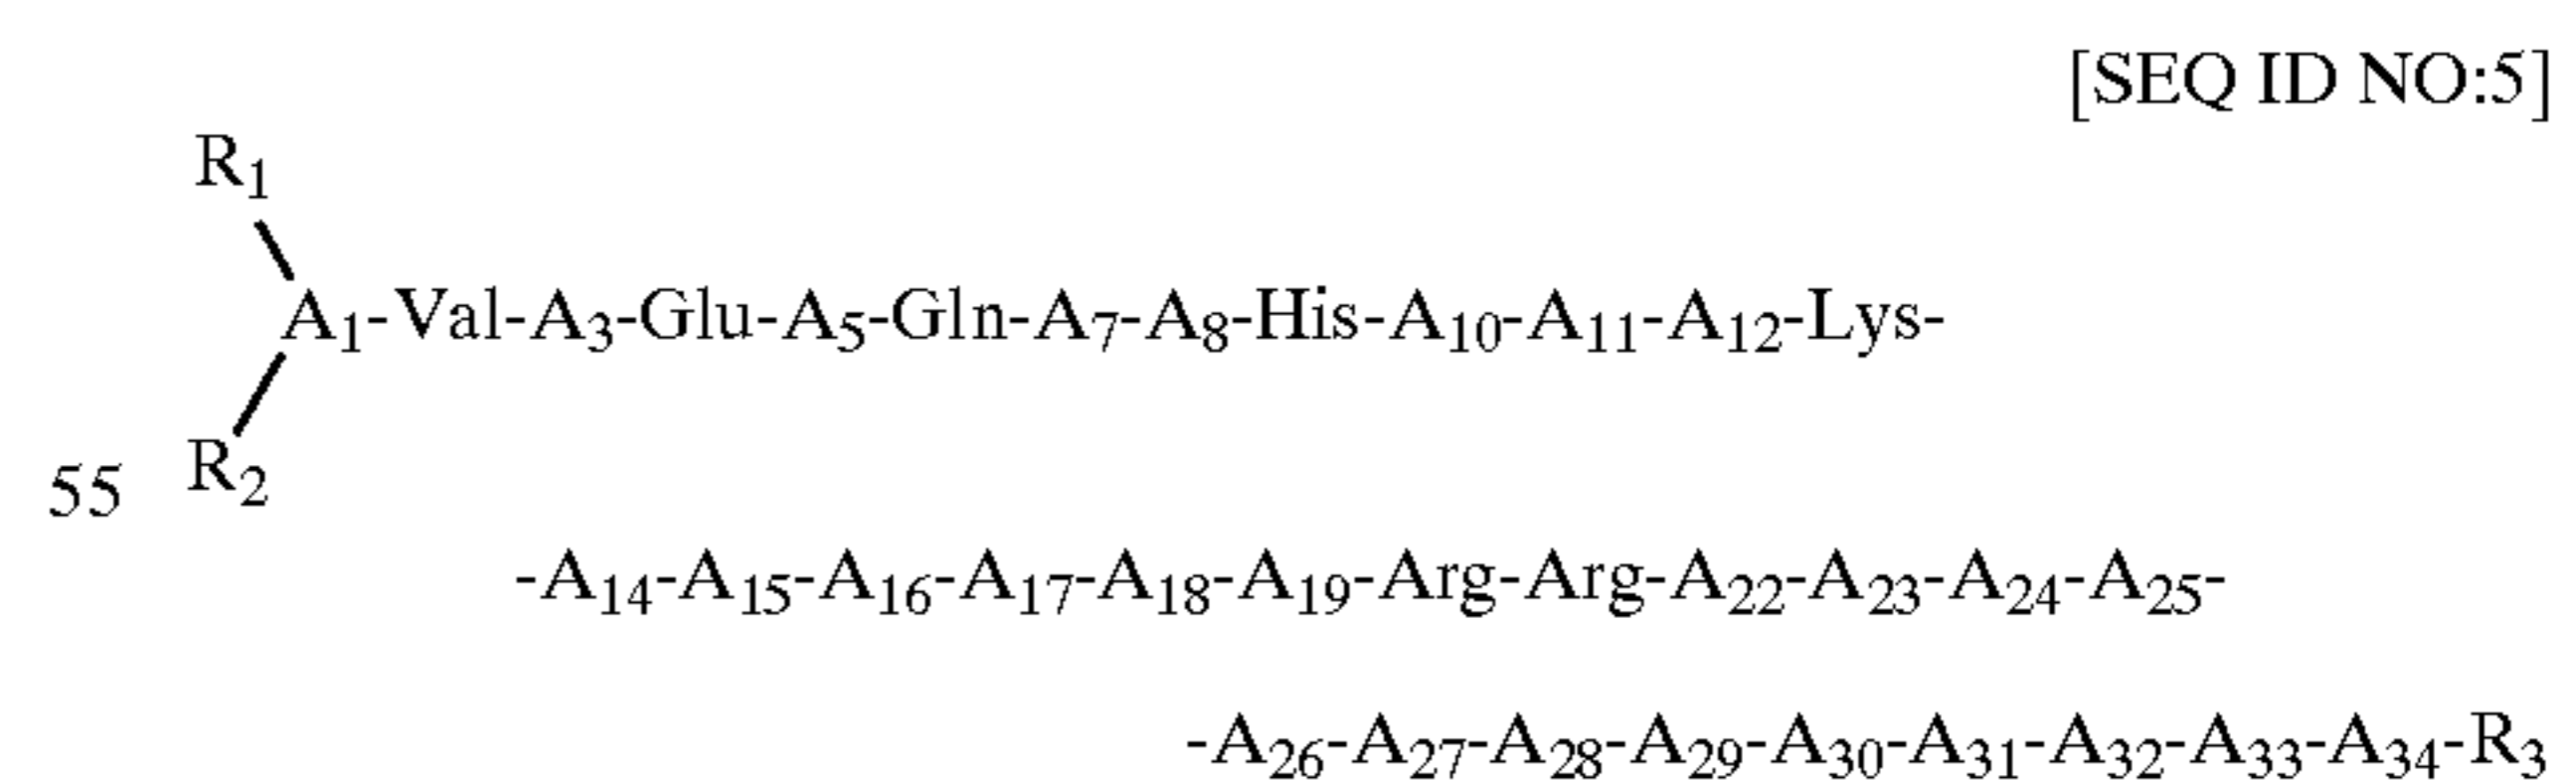 [SEQ ID NO:5]
R₁
A₁-Val-A₃-Glu-A₅-Gln-A₇-A₈-His-A₁₀-A₁₁-A₁₂-Lys-
R₂
55
-A₁₄-A₁₅-A₁₆-A₁₇-A₁₈-A₁₉-Arg-Arg-A₂₂-A₂₃-A₂₄-A₂₅-
-A₂₆-A₂₇-A₂₈-A₂₉-A₃₀-A₃₁-A₃₂-A₃₃-A₃₄-R₃